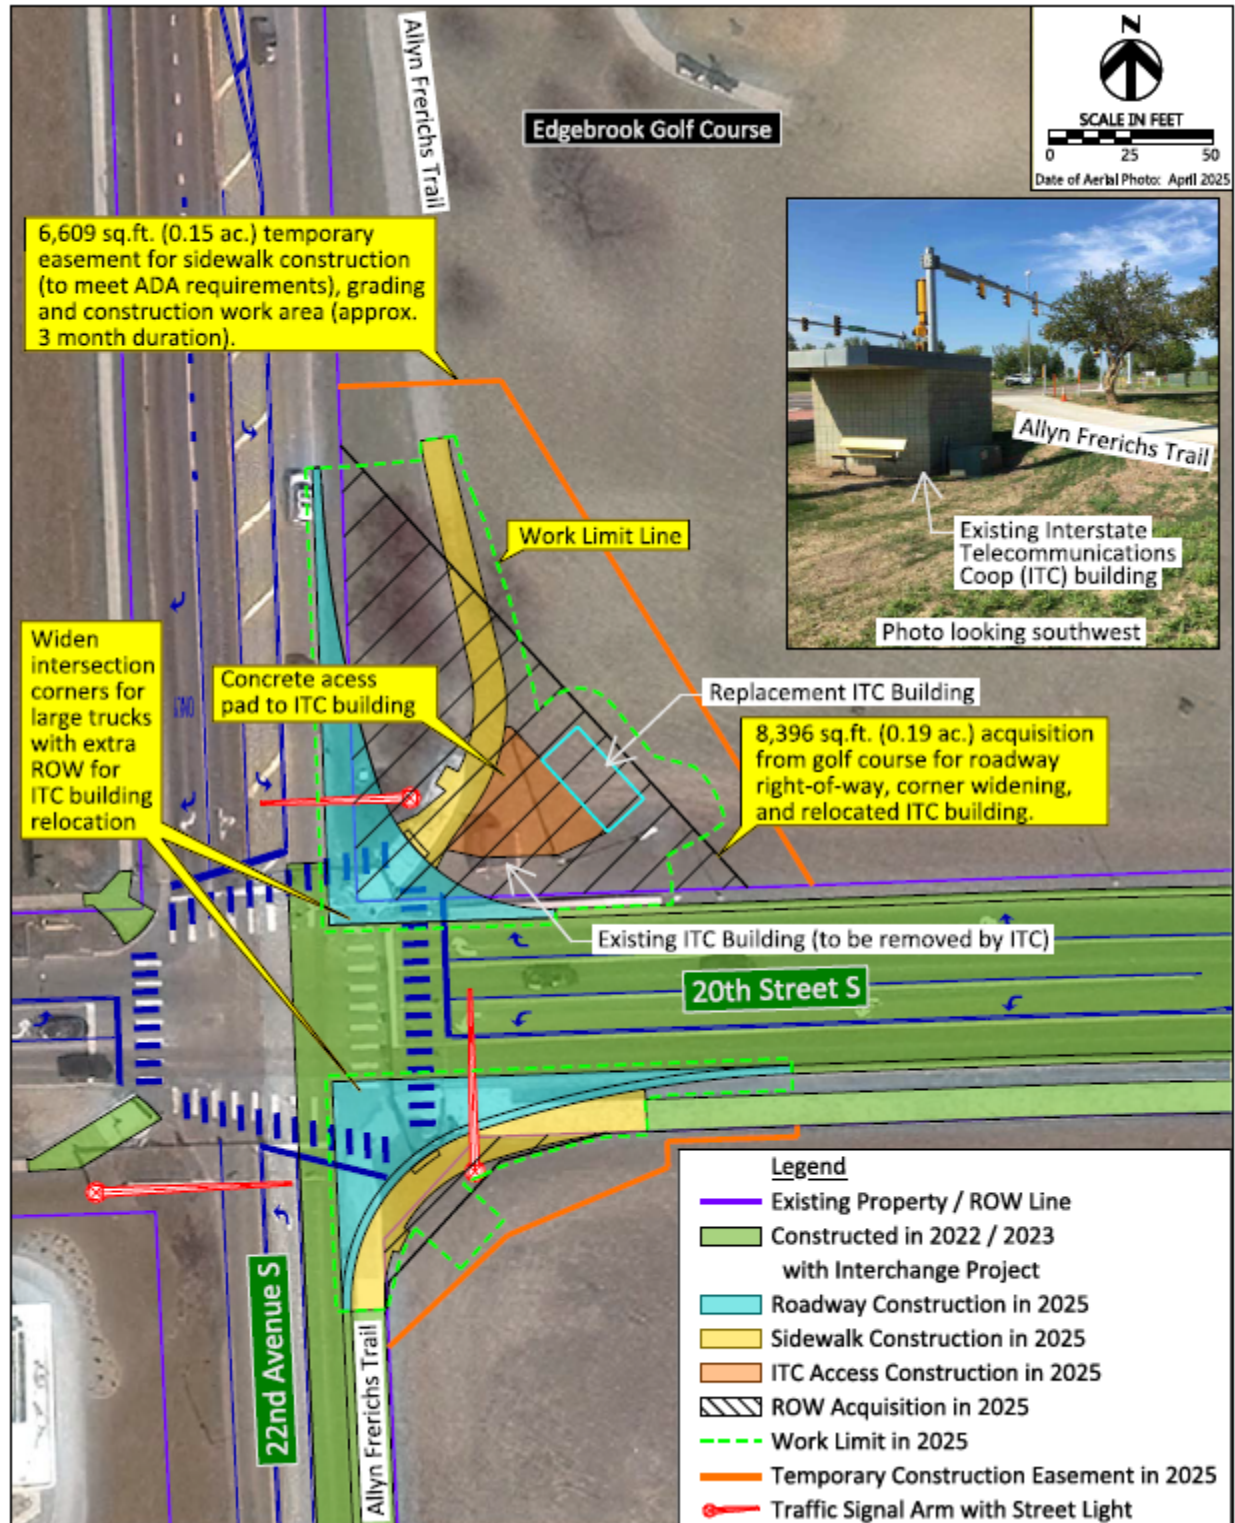 N
SCALE IN FEET
0 25 50
Date of Aerial Photo: April 2025
Allyn Frerichs Trail
Edgebrook Golf Course
6,609 sq.ft. (0.15 ac.) temporary
easement for sidewalk construction
(to meet ADA requirements), grading
and construction work area (approx.
3 month duration).
Allyn Frerichs Trail
Existing Interstate
Telecommunications
Coop (ITC) building
Photo looking southwest
Work Limit Line
Widen
intersection
corners for
large trucks
with extra
ROW for
ITC building
relocation
Concrete acess
pad to ITC building
Replacement ITC Building
8,396 sq.ft. (0.19 ac.) acquisition
from golf course for roadway
right-of-way, corner widening,
and relocated ITC building.
Existing ITC Building (to be removed by ITC)
20th Street S
22nd Avenue S
Allyn Frerichs Trail
Legend
Existing Property / ROW Line
Constructed in 2022 / 2023
with Interchange Project
Roadway Construction in 2025
Sidewalk Construction in 2025
ITC Access Construction in 2025
ROW Acquisition in 2025
Work Limit in 2025
Temporary Construction Easement in 2025
Traffic Signal Arm with Street Light